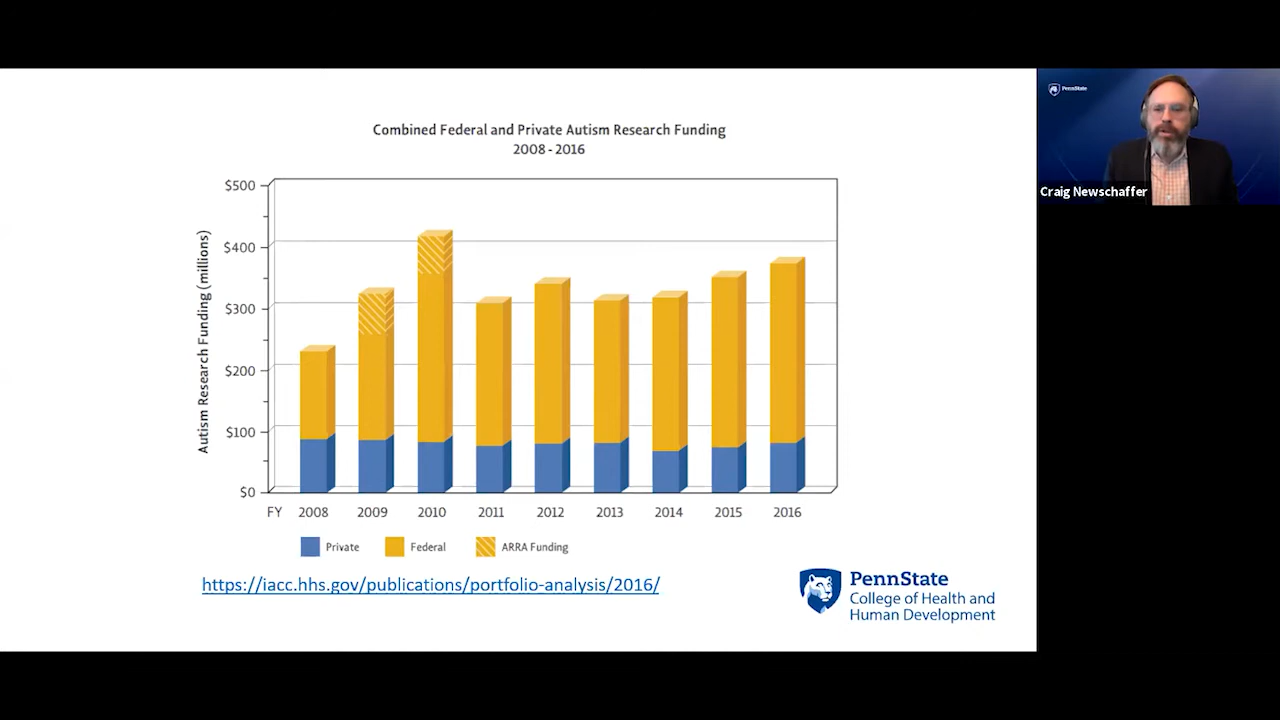 Combined Federal and Private Autism Research Funding
2008 - 2016
Autism Research Funding (millions)
$500
$400
$300
$200
$100
$0
FY 2008 2009 2010 2011 2012 2013 2014 2015 2016
Private Federal ARRA Funding
https://iacc.hhs.gov/publications/portfolio-analysis/2016/
PennState
College of Health and
Human Development
PennState
Craig Newschaffer